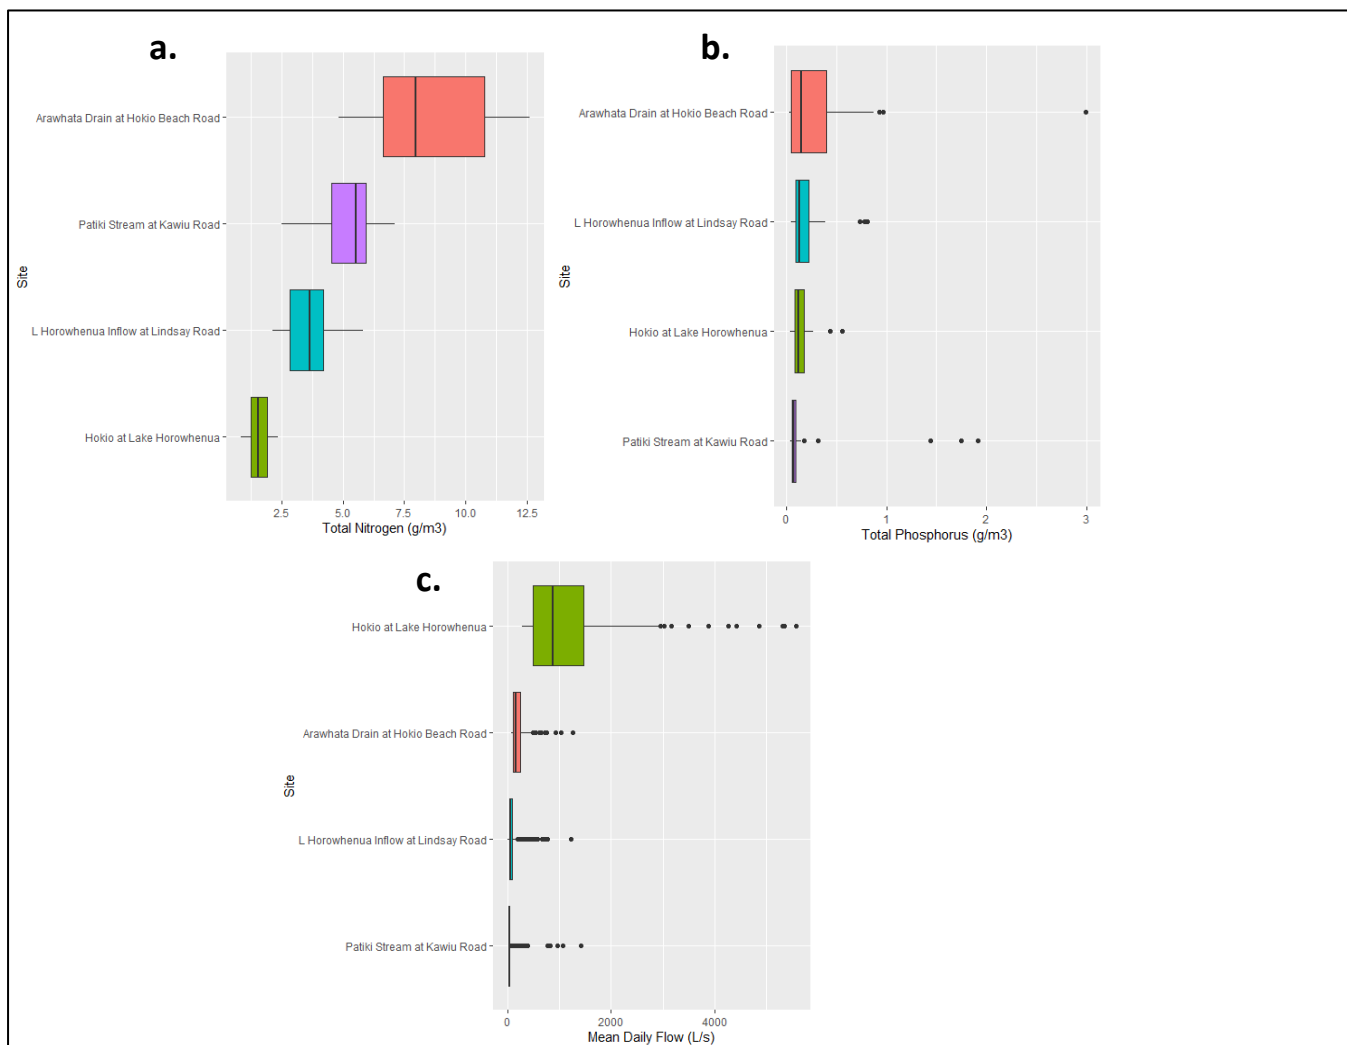 a.
Arawhata Drain at Hokio Beach Road
Patiki Stream at Kawiu Road
L Horowhenua Inflow at Lindsay Road
Hokio at Lake Horowhenua
Site
2.5 5.0 7.5 10.0 12.5
Total Nitrogen (g/m3)
b.
Arawhata Drain at Hokio Beach Road
L Horowhenua Inflow at Lindsay Road
Hokio at Lake Horowhenua
Patiki Stream at Kawiu Road
Site
0 1 2 3
Total Phosphorus (g/m3)
c.
Hokio at Lake Horowhenua
Arawhata Drain at Hokio Beach Road
L Horowhenua Inflow at Lindsay Road
Patiki Stream at Kawiu Road
Site
0 2000 4000
Mean Daily Flow (L/s)